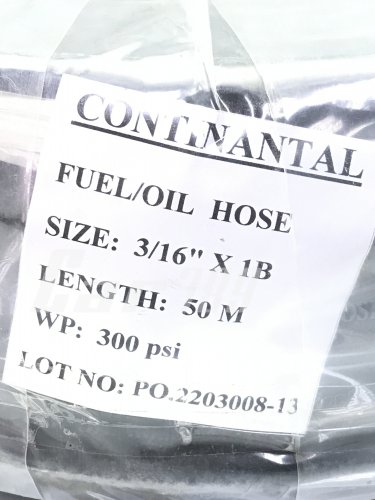 CONTINANTAL
FUEL/OIL HOSE
SIZE: 3/16" X 1B
LENGTH: 50 M
WP: 300 psi
LOT NO: PO.2203008-13